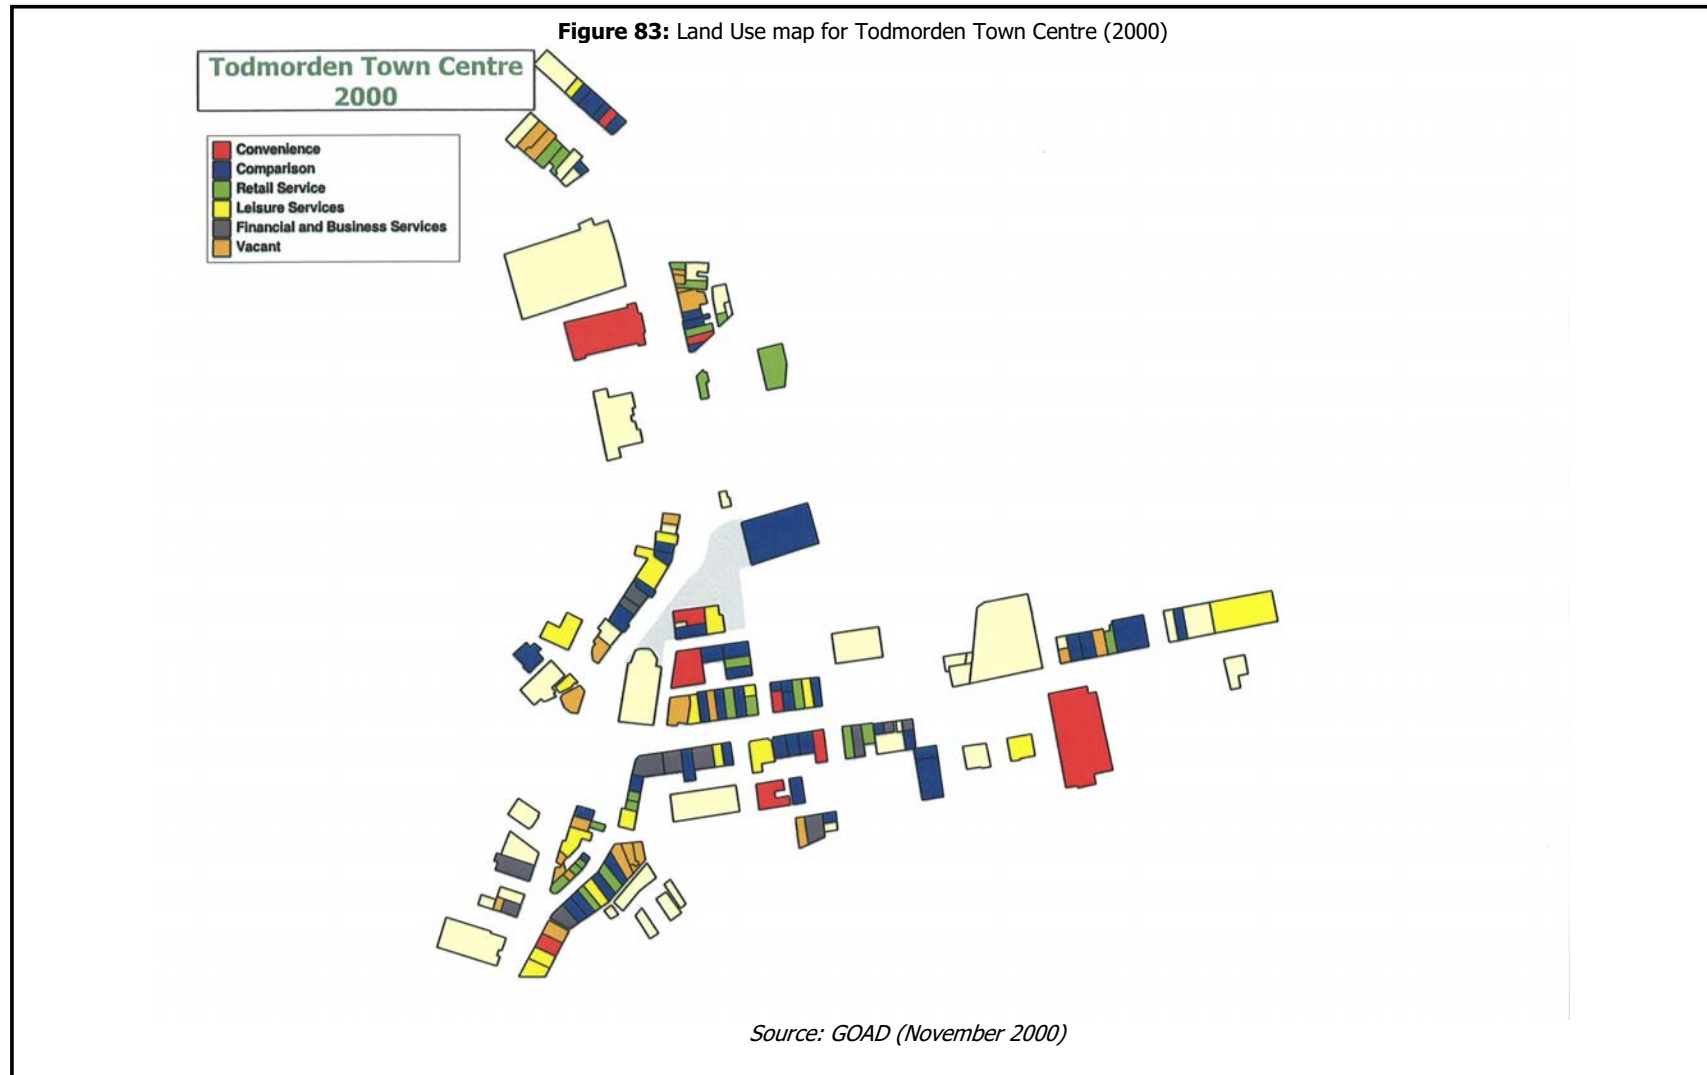 Figure 83: Land Use map for Todmorden Town Centre (2000)
Todmorden Town Centre
2000
Convenience
Comparison
Retail Service
Leisure Services
Financial and Business Services
Vacant
Source: GOAD (November 2000)